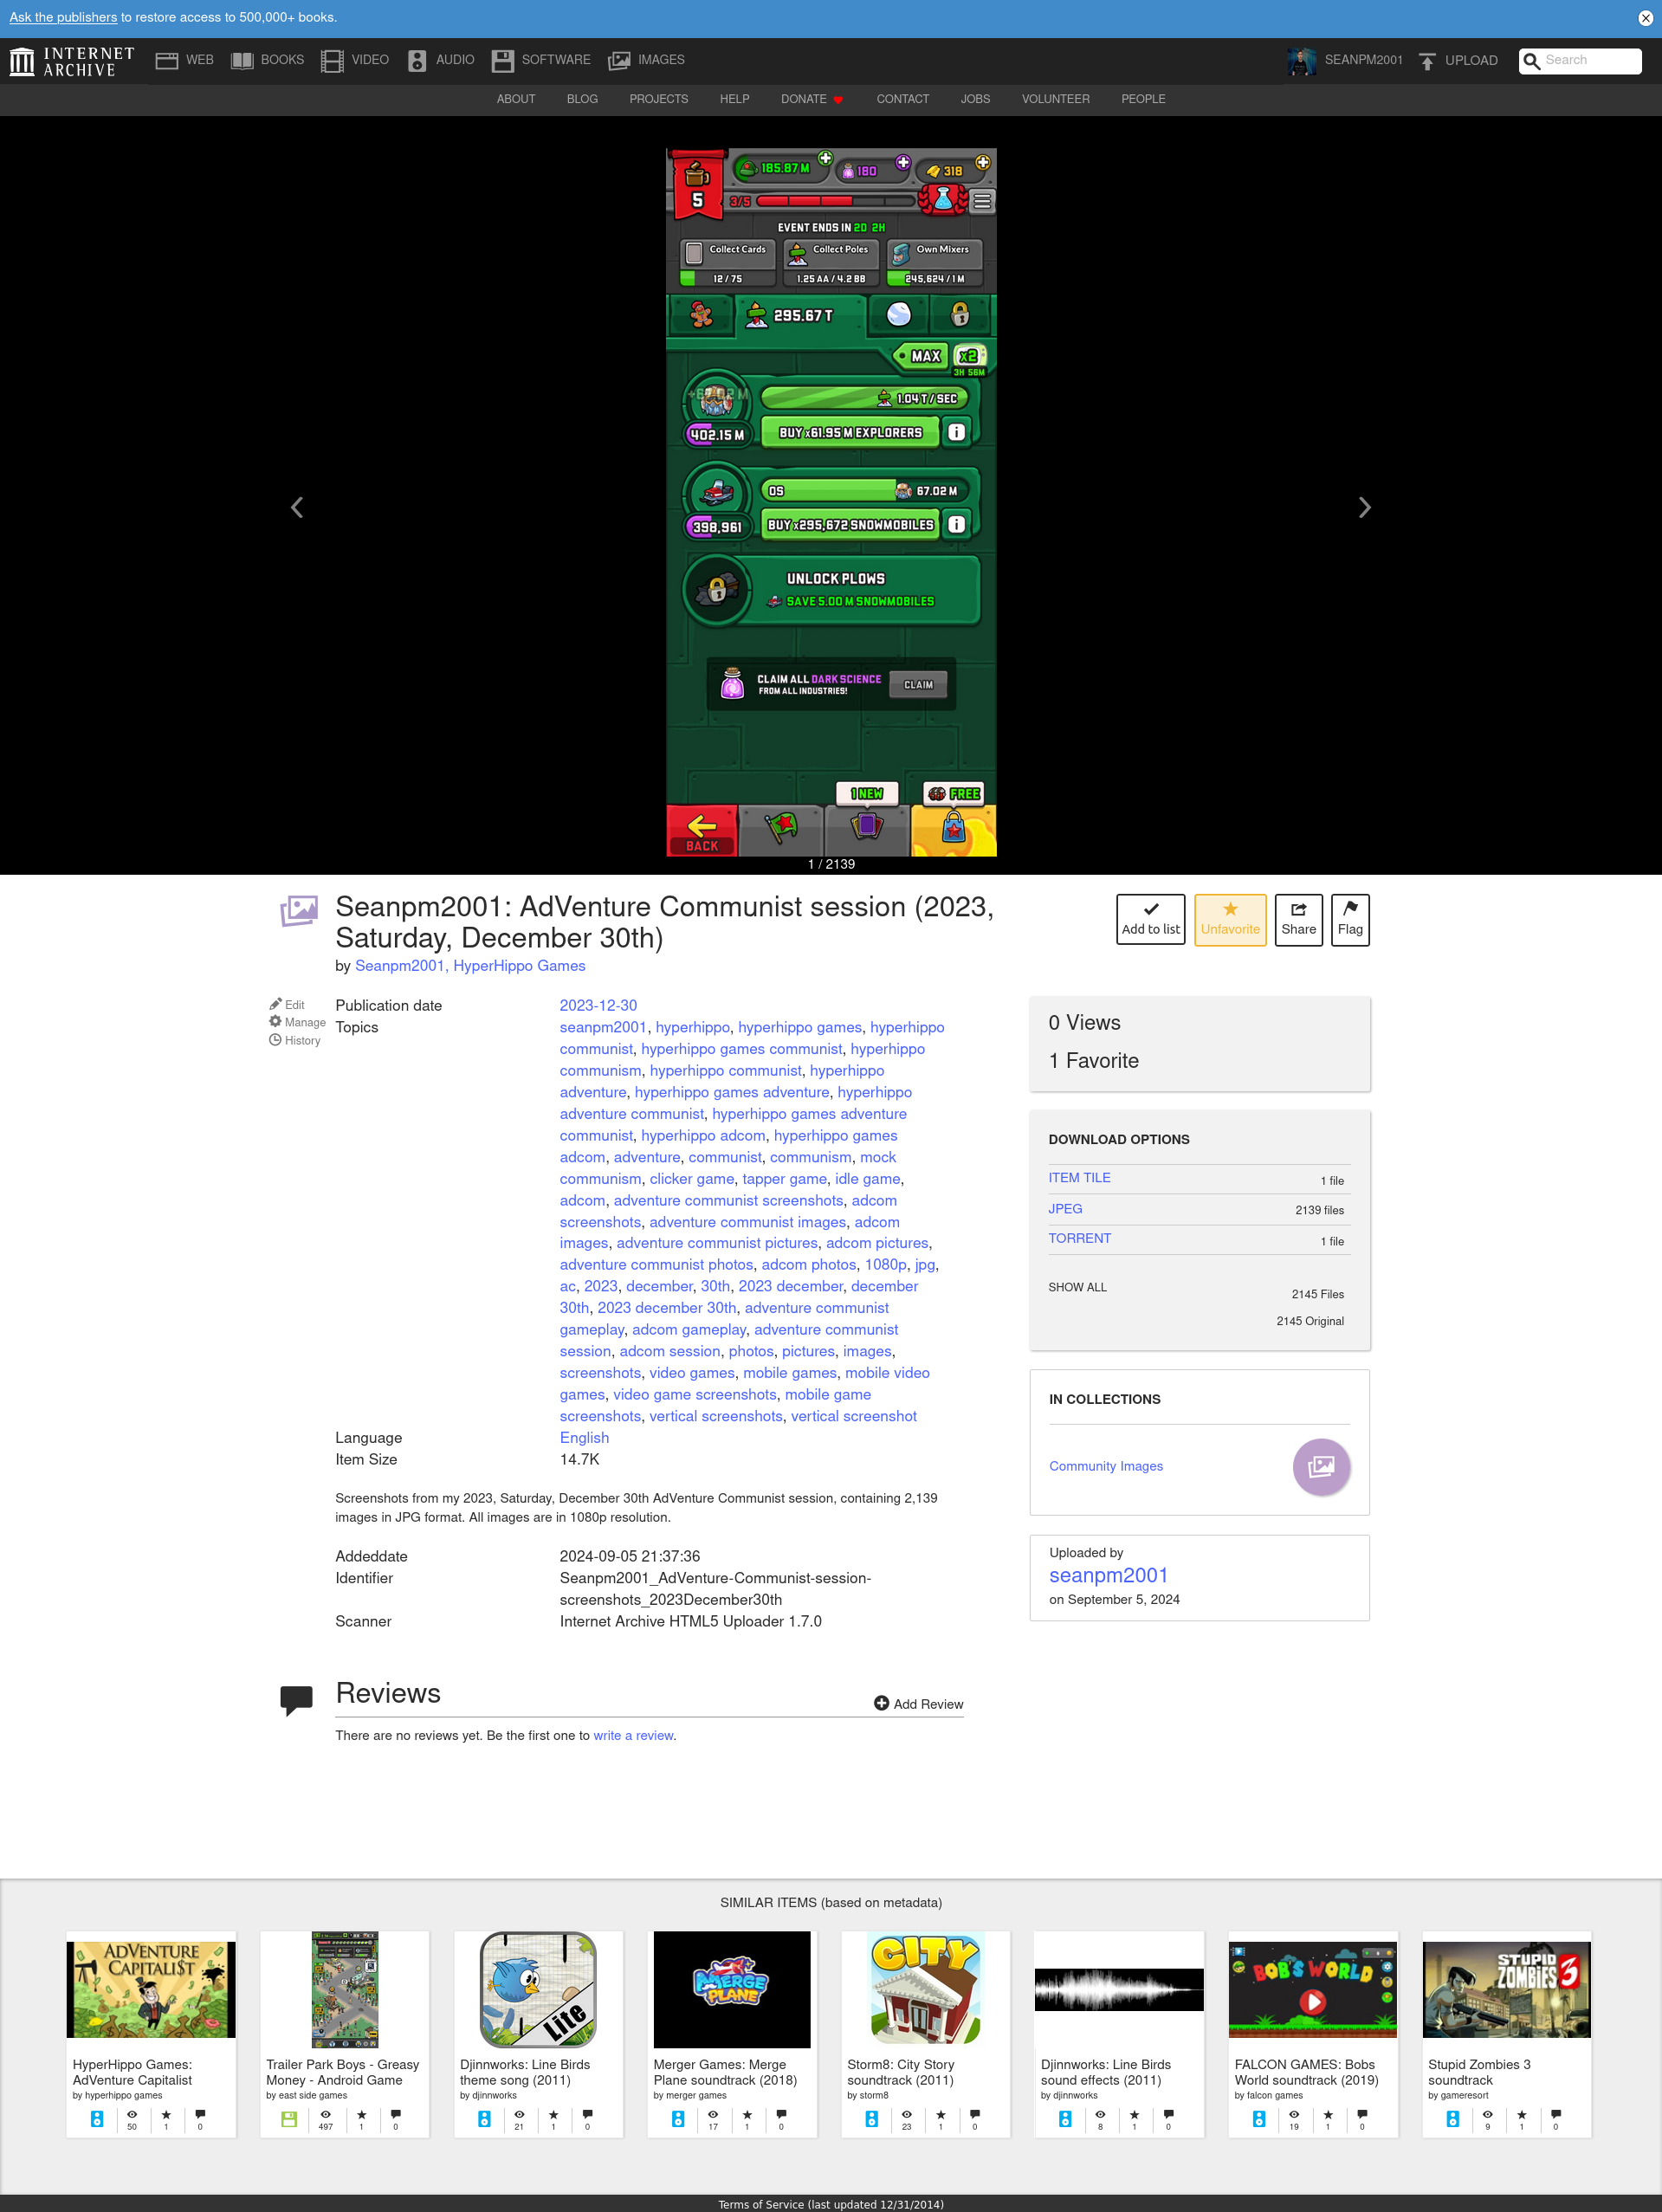 Ask the publishers to restore access to 500,000+ books.
INTERNET ARCHIVE
WEB BOOKS VIDEO AUDIO SOFTWARE IMAGES
SEANPM2001 UPLOAD Search
ABOUT BLOG PROJECTS HELP DONATE CONTACT JOBS VOLUNTEER PEOPLE
185.87 M 180 318
5
3/5
EVENT ENDS IN 2D 2H
Collect Cards Collect Poles Own Mixers
12 / 75 1.25 AA / 4.2 BB 245,624 / 1 M
295.67 T
MAX x2
3H 56M
1.04 T / SEC
402.15 M BUY x61.95 M EXPLORERS
0S 67.02 M
398,961 BUY x295,672 SNOWMOBILES
UNLOCK PLOWS
SAVE 5.00 M SNOWMOBILES
CLAIM ALL DARK SCIENCE
FROM ALL INDUSTRIES!
CLAIM
1 NEW FREE
BACK
1 / 2139
Seanpm2001: AdVenture Communist session (2023,
Saturday, December 30th)
by Seanpm2001, HyperHippo Games
Add to list Unfavorite Share Flag
Edit
Manage
History
Publication date 2023-12-30
Topics seanpm2001, hyperhippo, hyperhippo games, hyperhippo
communist, hyperhippo games communist, hyperhippo
communism, hyperhippo communist, hyperhippo
adventure, hyperhippo games adventure, hyperhippo
adventure communist, hyperhippo games adventure
communist, hyperhippo adcom, hyperhippo games
adcom, adventure, communist, communism, mock
communism, clicker game, tapper game, idle game,
adcom, adventure communist screenshots, adcom
screenshots, adventure communist images, adcom
images, adventure communist pictures, adcom pictures,
adventure communist photos, adcom photos, 1080p, jpg,
ac, 2023, december, 30th, 2023 december, december
30th, 2023 december 30th, adventure communist
gameplay, adcom gameplay, adventure communist
session, adcom session, photos, pictures, images,
screenshots, video games, mobile games, mobile video
games, video game screenshots, mobile game
screenshots, vertical screenshots, vertical screenshot
Language English
Item Size 14.7K
Screenshots from my 2023, Saturday, December 30th AdVenture Communist session, containing 2,139
images in JPG format. All images are in 1080p resolution.
Addeddate 2024-09-05 21:37:36
Identifier Seanpm2001_AdVenture-Communist-session-
screenshots_2023December30th
Scanner Internet Archive HTML5 Uploader 1.7.0
0 Views
1 Favorite
DOWNLOAD OPTIONS
ITEM TILE 1 file
JPEG 2139 files
TORRENT 1 file
SHOW ALL 2145 Files
2145 Original
IN COLLECTIONS
Community Images
Uploaded by
seanpm2001
on September 5, 2024
Reviews
Add Review
There are no reviews yet. Be the first one to write a review.
SIMILAR ITEMS (based on metadata)
ADVENTURE
CAPITALI$T
HyperHippo Games:
AdVenture Capitalist
by hyperhippo games
50 1 0
Trailer Park Boys - Greasy
Money - Android Game
by east side games
497 1 0
Lite
Djinnworks: Line Birds
theme song (2011)
by djinnworks
21 1 0
MERGE
PLANE
Merger Games: Merge
Plane soundtrack (2018)
by merger games
17 1 0
CITY
Storm8: City Story
soundtrack (2011)
by storm8
23 1 0
Djinnworks: Line Birds
sound effects (2011)
by djinnworks
8 1 0
BOB'S WORLD
FALCON GAMES: Bobs
World soundtrack (2019)
by falcon games
19 1 0
STUPID
ZOMBIES 3
Stupid Zombies 3
soundtrack
by gameresort
9 1 0
Terms of Service (last updated 12/31/2014)